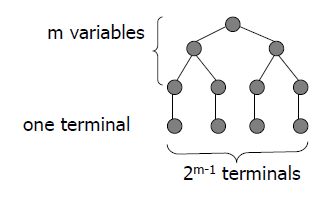 m variables
one terminal
2ᵐ⁻¹ terminals